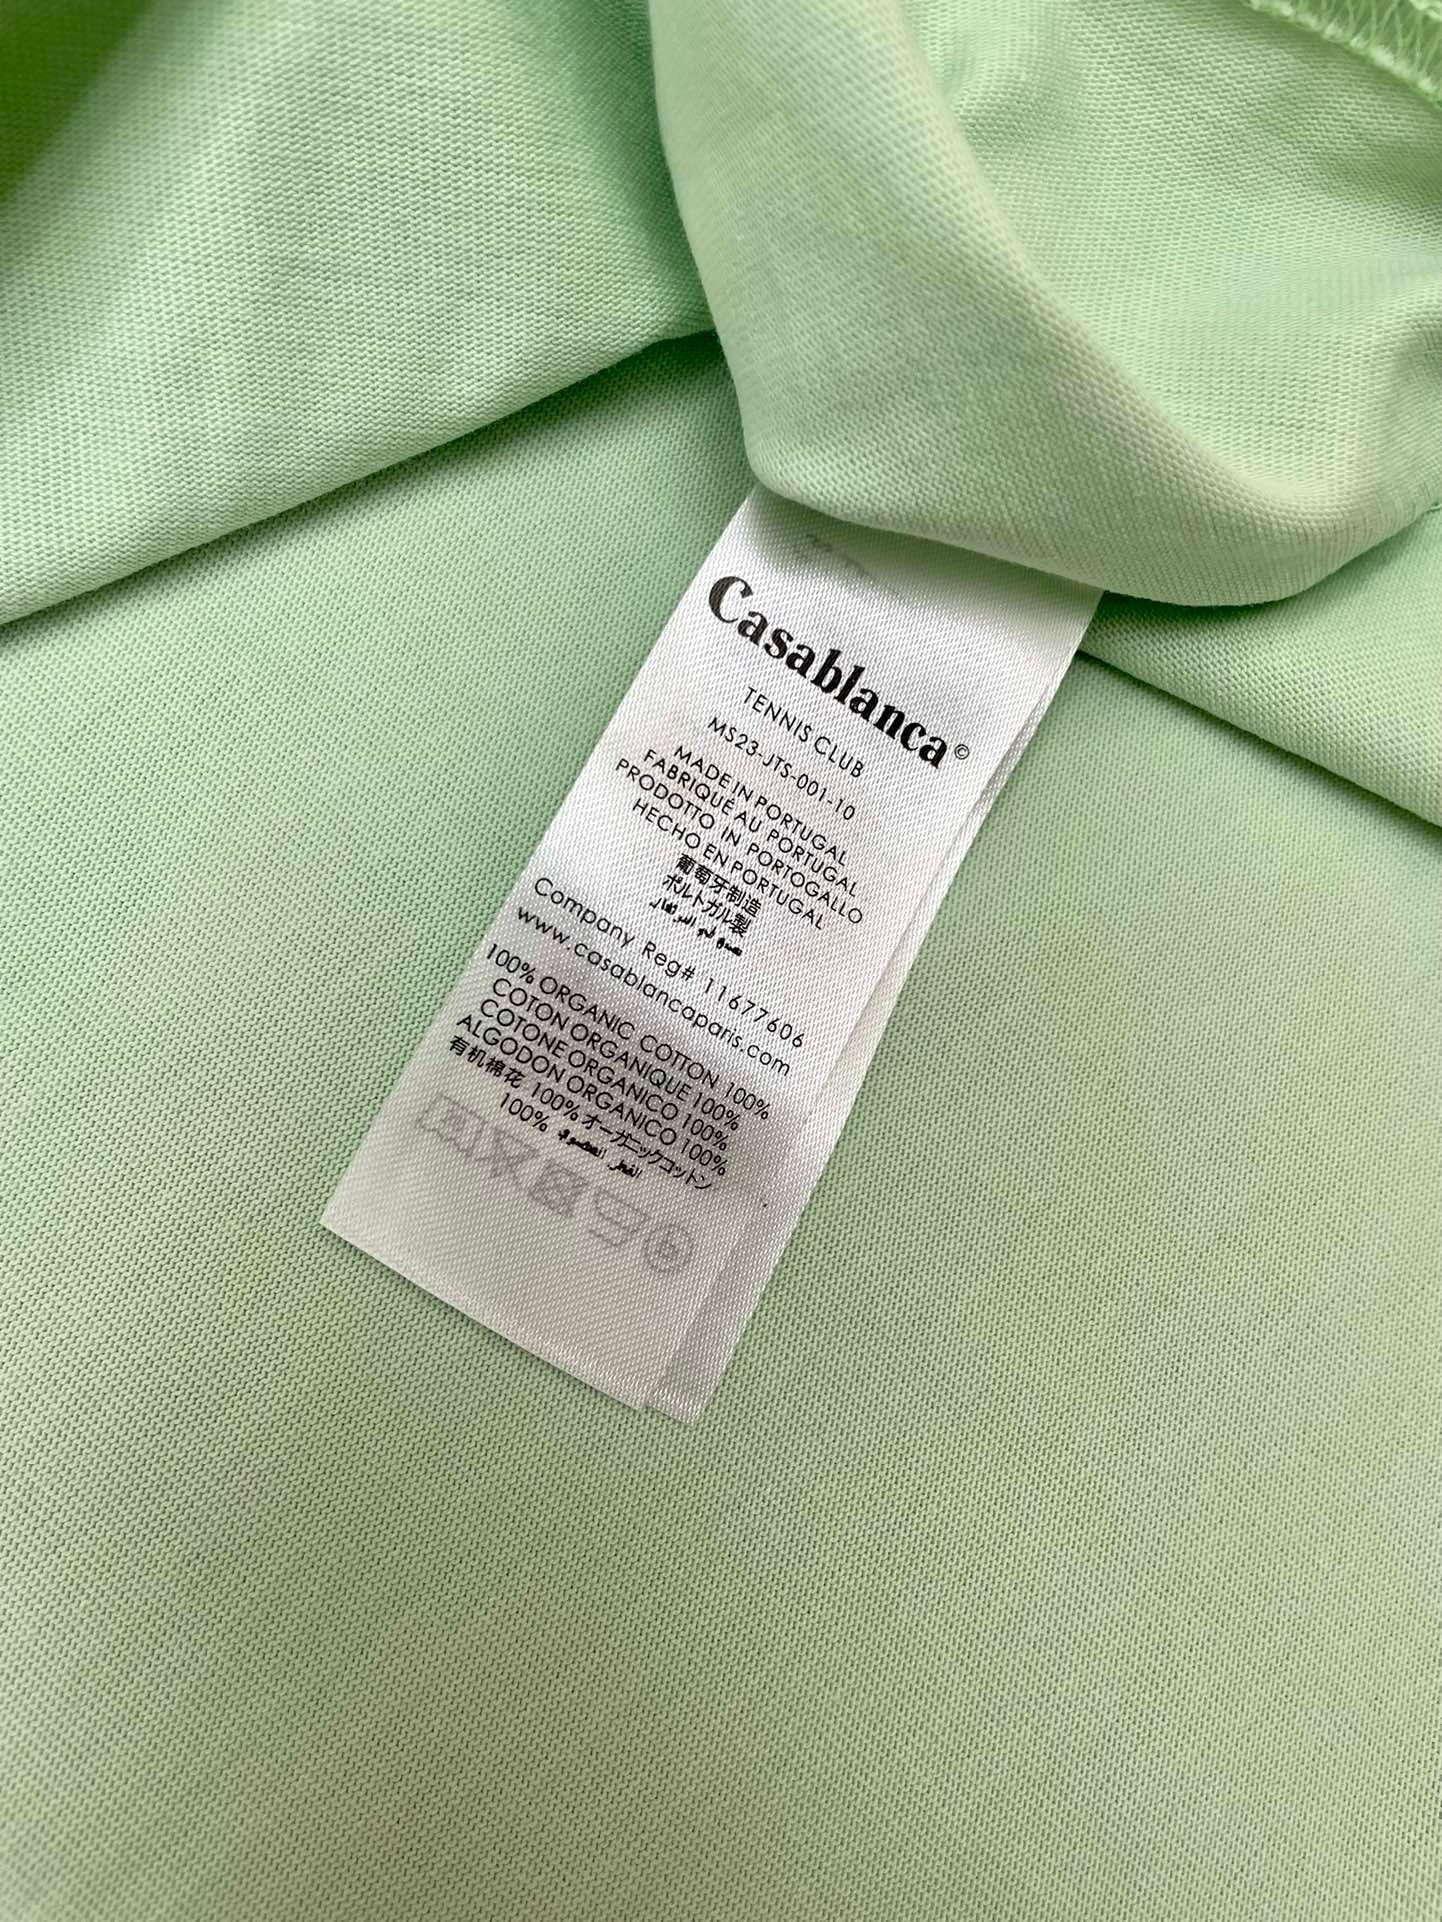 Casablanca©
TENNIS CLUB
MS23-JTS-001-10
MADE IN PORTUGAL
FABRIQUÉ AU PORTUGAL
PRODOTTO IN PORTOGALLO
HECHO EN PORTUGAL
葡萄牙制造
ポルトガル製
Company Reg# 11677606
www.casablancaparis.com
100% ORGANIC COTTON 100%
COTON ORGANIQUE 100%
COTONE ORGANICO 100%
ALGODON ORGANICO 100%
有机棉花 100% オーガニックコットン
100%